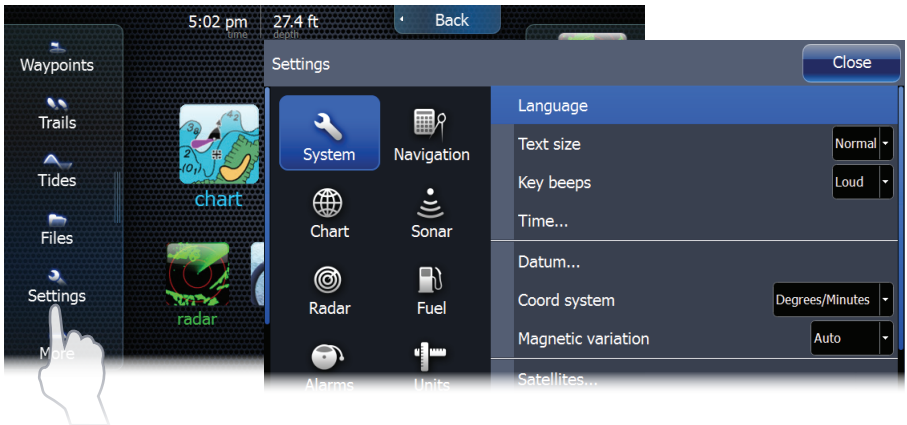 5:02 pm
time
27.4 ft
depth
Back
Waypoints
Trails
Tides
Files
Settings
More
chart
radar
Settings
Close
System
Navigation
Chart
Sonar
Radar
Fuel
Alarms
Units
Language
Text size
Normal
Key beeps
Loud
Time...
Datum...
Coord system
Degrees/Minutes
Magnetic variation
Auto
Satellites...